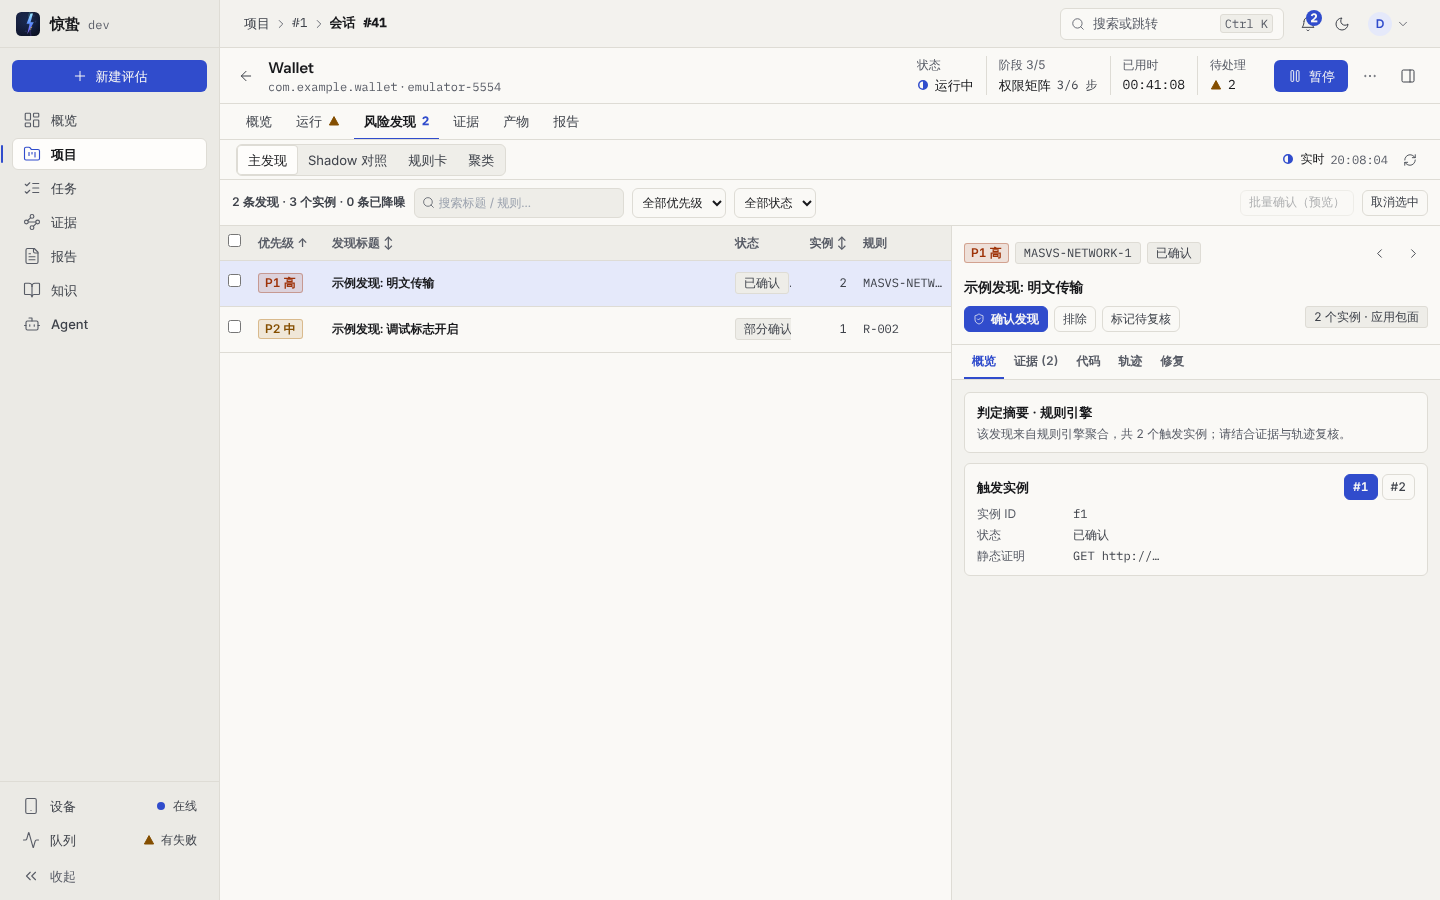 惊蛰 dev
项目 #1 会话 #41
搜索或跳转 Ctrl K
2
D
新建评估
概览
项目
任务
证据
报告
知识
Agent
设备 在线
队列 有失败
收起
Wallet
com.example.wallet·emulator-5554
状态
运行中
阶段 3/5
权限矩阵 3/6 步
已用时
00:41:08
待处理
2
暂停
概览 运行 风险发现 2 证据 产物 报告
主发现 Shadow 对照 规则卡 聚类
实时 20:08:04
2 条发现 · 3 个实例 · 0 条已降噪
搜索标题 / 规则…
全部优先级
全部状态
批量确认（预览）
取消选中
优先级 发现标题 状态 实例 规则
P1 高 示例发现: 明文传输 已确认 2 MASVS-NETW…
P2 中 示例发现: 调试标志开启 部分确认 1 R-002
P1 高 MASVS-NETWORK-1 已确认
示例发现: 明文传输
确认发现 排除 标记待复核
2 个实例 · 应用包面
概览 证据 (2) 代码 轨迹 修复
判定摘要 · 规则引擎
该发现来自规则引擎聚合，共 2 个触发实例；请结合证据与轨迹复核。
触发实例 #1 #2
实例 ID f1
状态 已确认
静态证明 GET http://…